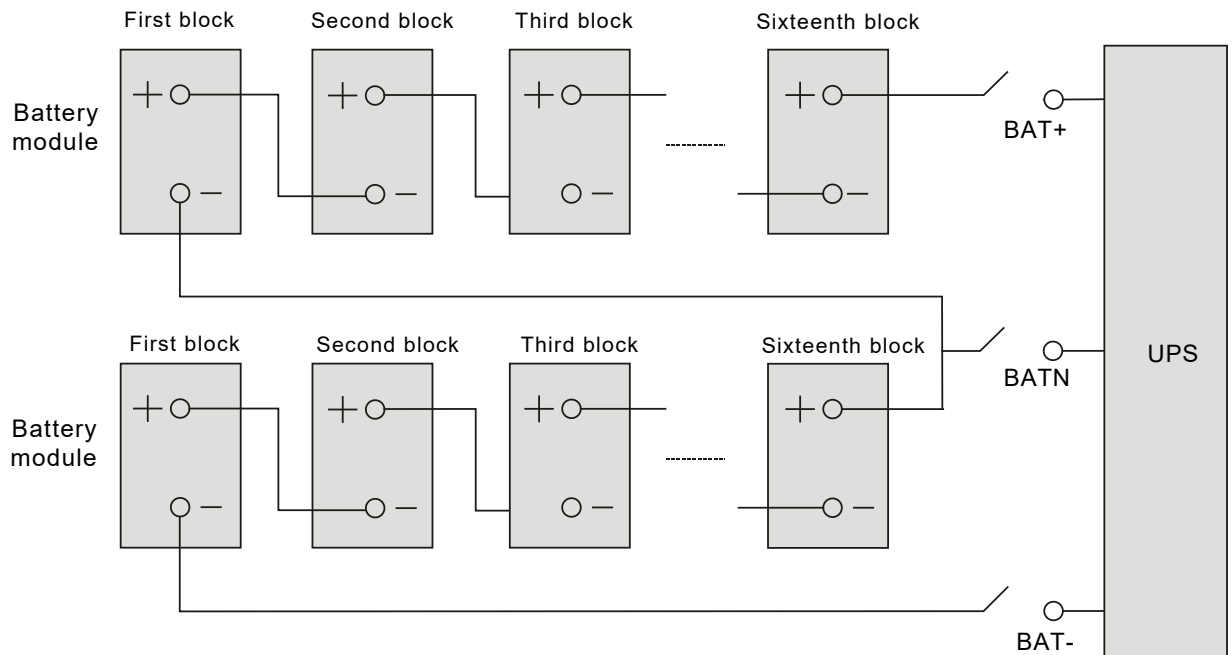 First block
Second block
Third block
Sixteenth block
+
+
+
+
Battery
module
BAT+
−
−
−
−
First block
Second block
Third block
Sixteenth block
UPS
BATN
+
+
+
+
Battery
module
−
−
−
−
BAT-